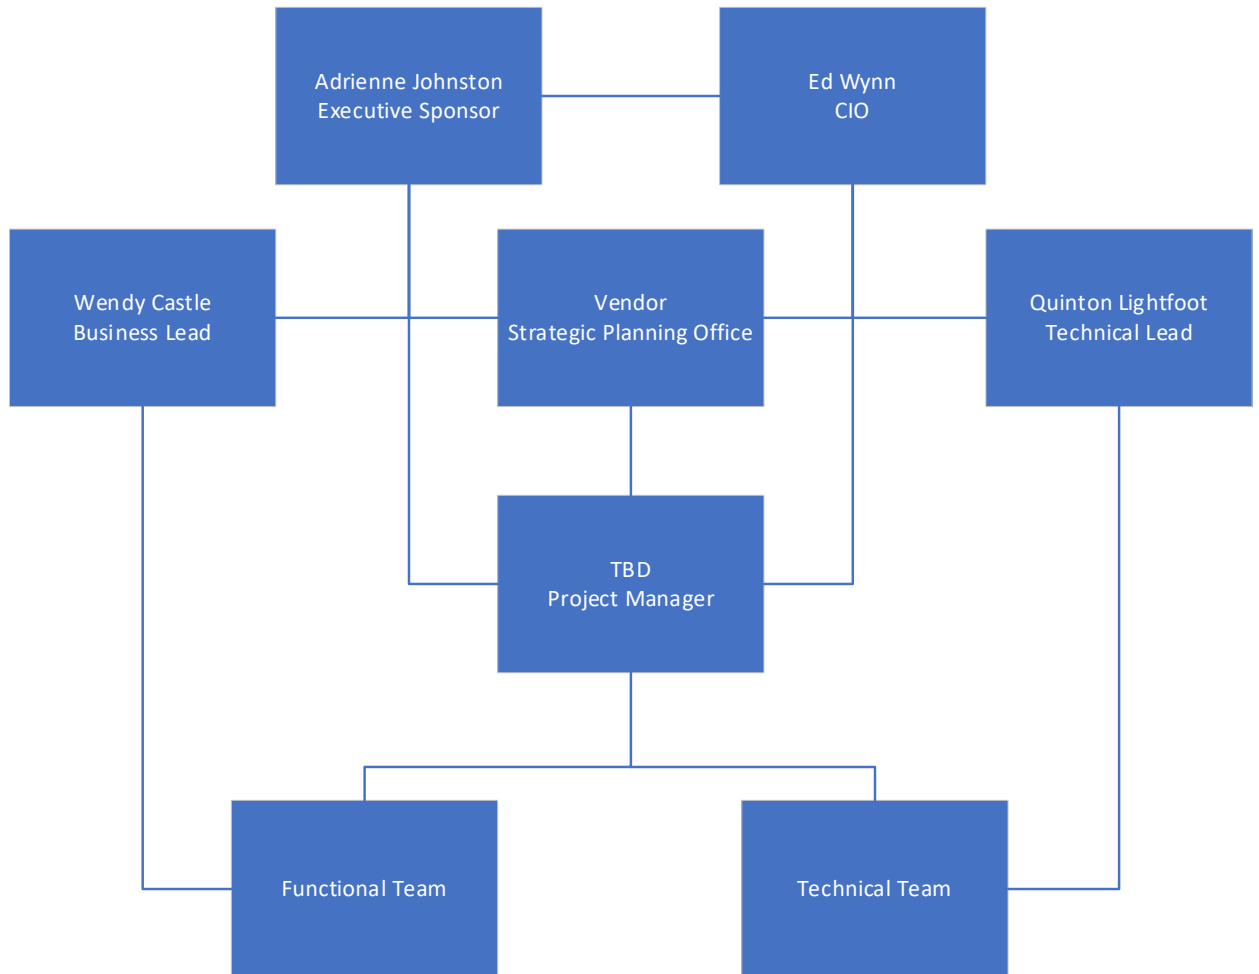 Adrienne Johnston
Executive Sponsor
Ed Wynn
CIO
Wendy Castle
Business Lead
Vendor
Strategic Planning Office
Quinton Lightfoot
Technical Lead
TBD
Project Manager
Functional Team
Technical Team